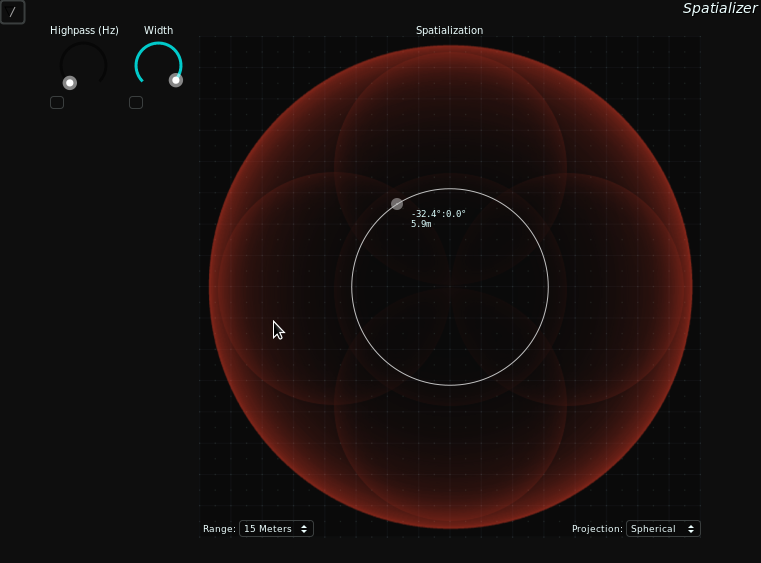 /
Spatializer
Highpass (Hz)
Width
Spatialization
-32.4°:0.0°
5.9m
Range: 15 Meters
Projection: Spherical